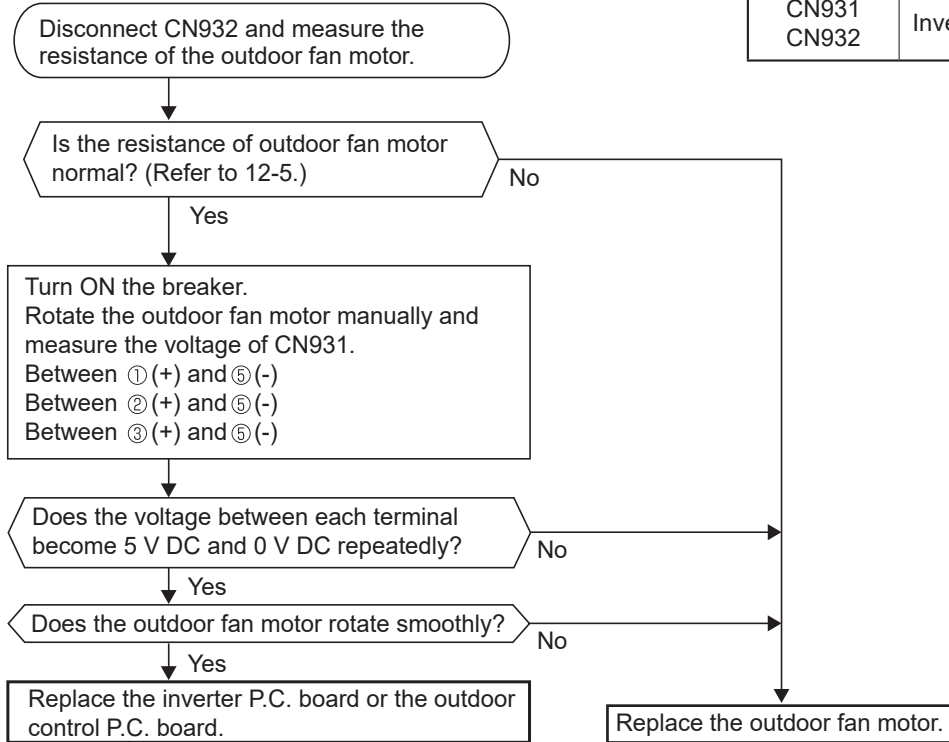 Disconnect CN932 and measure the
resistance of the outdoor fan motor.
CN931
CN932
Is the resistance of outdoor fan motor
normal? (Refer to 12-5.)
No
Yes
Turn ON the breaker.
Rotate the outdoor fan motor manually and
measure the voltage of CN931.
Between ① (+) and ⑤ (-)
Between ② (+) and ⑤ (-)
Between ③ (+) and ⑤ (-)
Does the voltage between each terminal
become 5 V DC and 0 V DC repeatedly?
No
Yes
Does the outdoor fan motor rotate smoothly?
No
Yes
Replace the inverter P.C. board or the outdoor
control P.C. board.
Replace the outdoor fan motor.